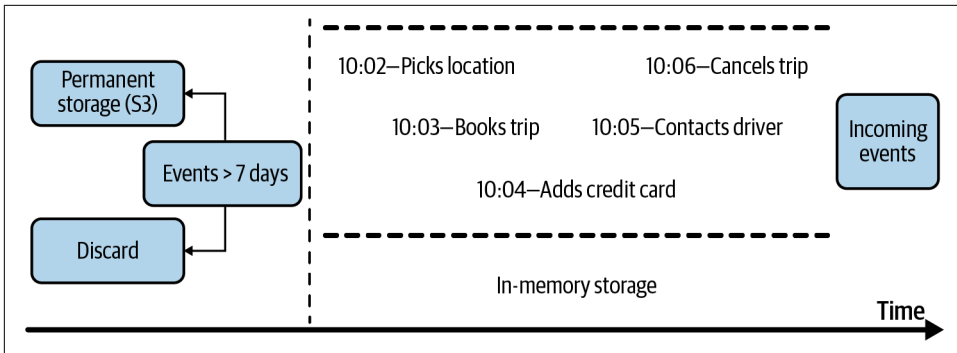 10:02–Picks location
10:06–Cancels trip
Permanent
storage (S3)
10:03–Books trip
10:05–Contacts driver
Incoming
events
Events > 7 days
10:04–Adds credit card
Discard
In-memory storage
Time